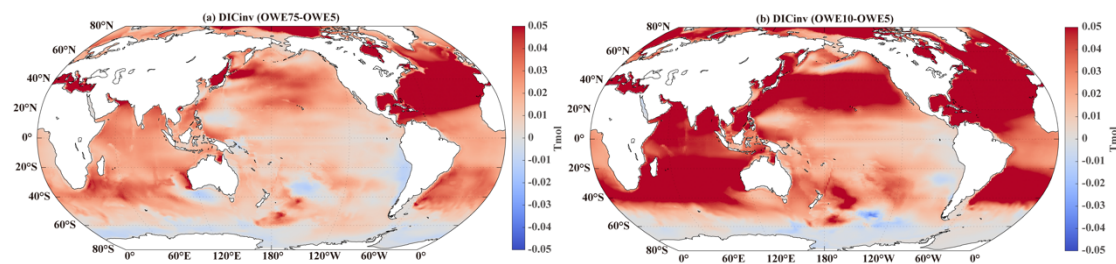 (a) DICinv (OWE75-OWE5)
80°N
60°N
40°N
20°N
0°
20°S
40°S
60°S
80°S
0°
60°E
120°E
180°
120°W
60°W
0°
0.05
0.04
0.03
0.02
0.01
0
-0.01
-0.02
-0.03
-0.04
-0.05
Tmol
(b) DICinv (OWE10-OWE5)
80°N
60°N
40°N
20°N
0°
20°S
40°S
60°S
80°S
0°
60°E
120°E
180°
120°W
60°W
0°
0.05
0.04
0.03
0.02
0.01
0
-0.01
-0.02
-0.03
-0.04
-0.05
Tmol